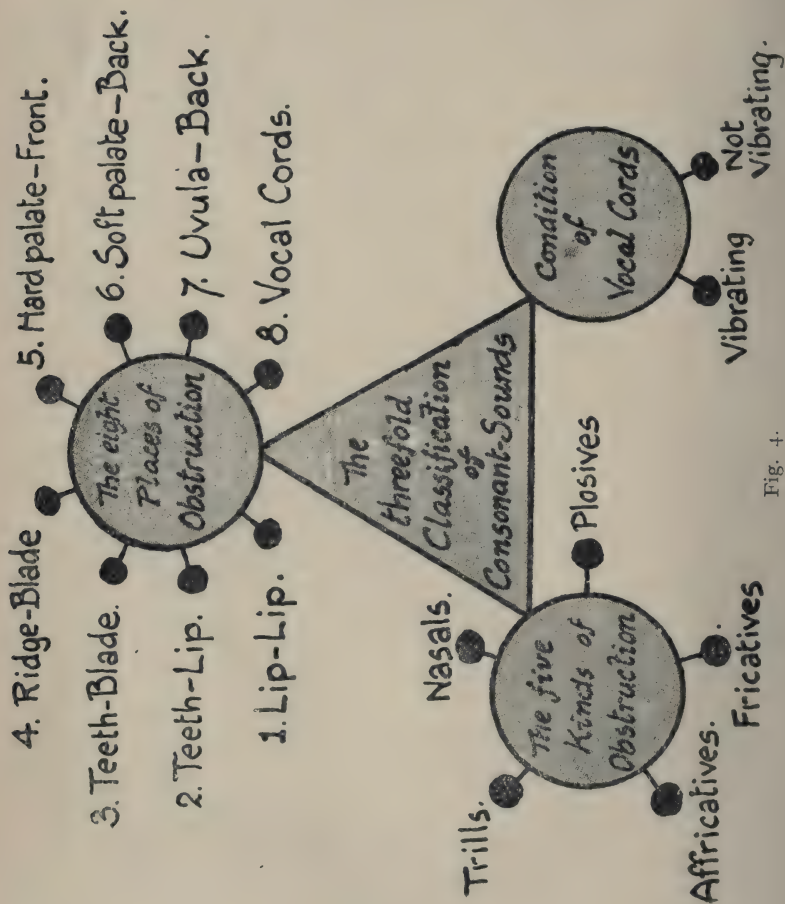 4. Ridge-Blade
5. Hard palate-Front.
3. Teeth-Blade.
6. Soft palate-Back.
2. Teeth-Lip.
7. Uvula-Back.
1. Lip-Lip.
8. Vocal Cords.
The eight
Places of
Obstruction
The
threefold
Classification
of
Consonant-Sounds
Nasals.
Trills.
Plosives
Affricatives.
Fricatives
The five
Kinds of
Obstruction
Condition
of
Vocal Cords
Vibrating
Not
Vibrating.
Fig. 4.